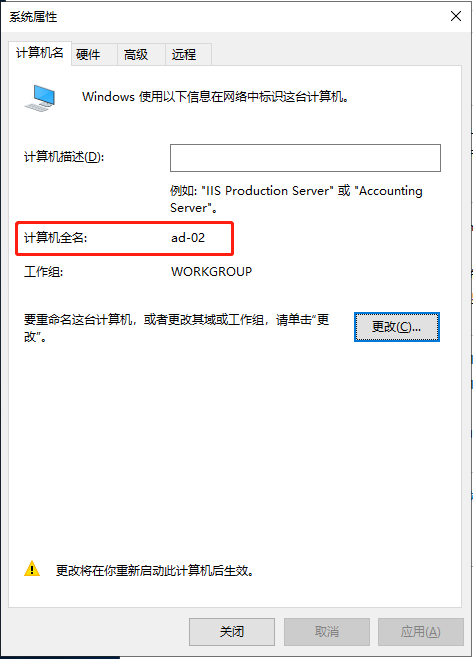 系统属性
计算机名 硬件 高级 远程
Windows 使用以下信息在网络中标识这台计算机。
计算机描述(D):
例如: "IIS Production Server" 或 "Accounting
Server"。
计算机全名: ad-02
工作组: WORKGROUP
要重命名这台计算机，或者更改其域或工作组，请单击“更
改”。
更改(C)...
更改将在你重新启动此计算机后生效。
关闭 取消 应用(A)